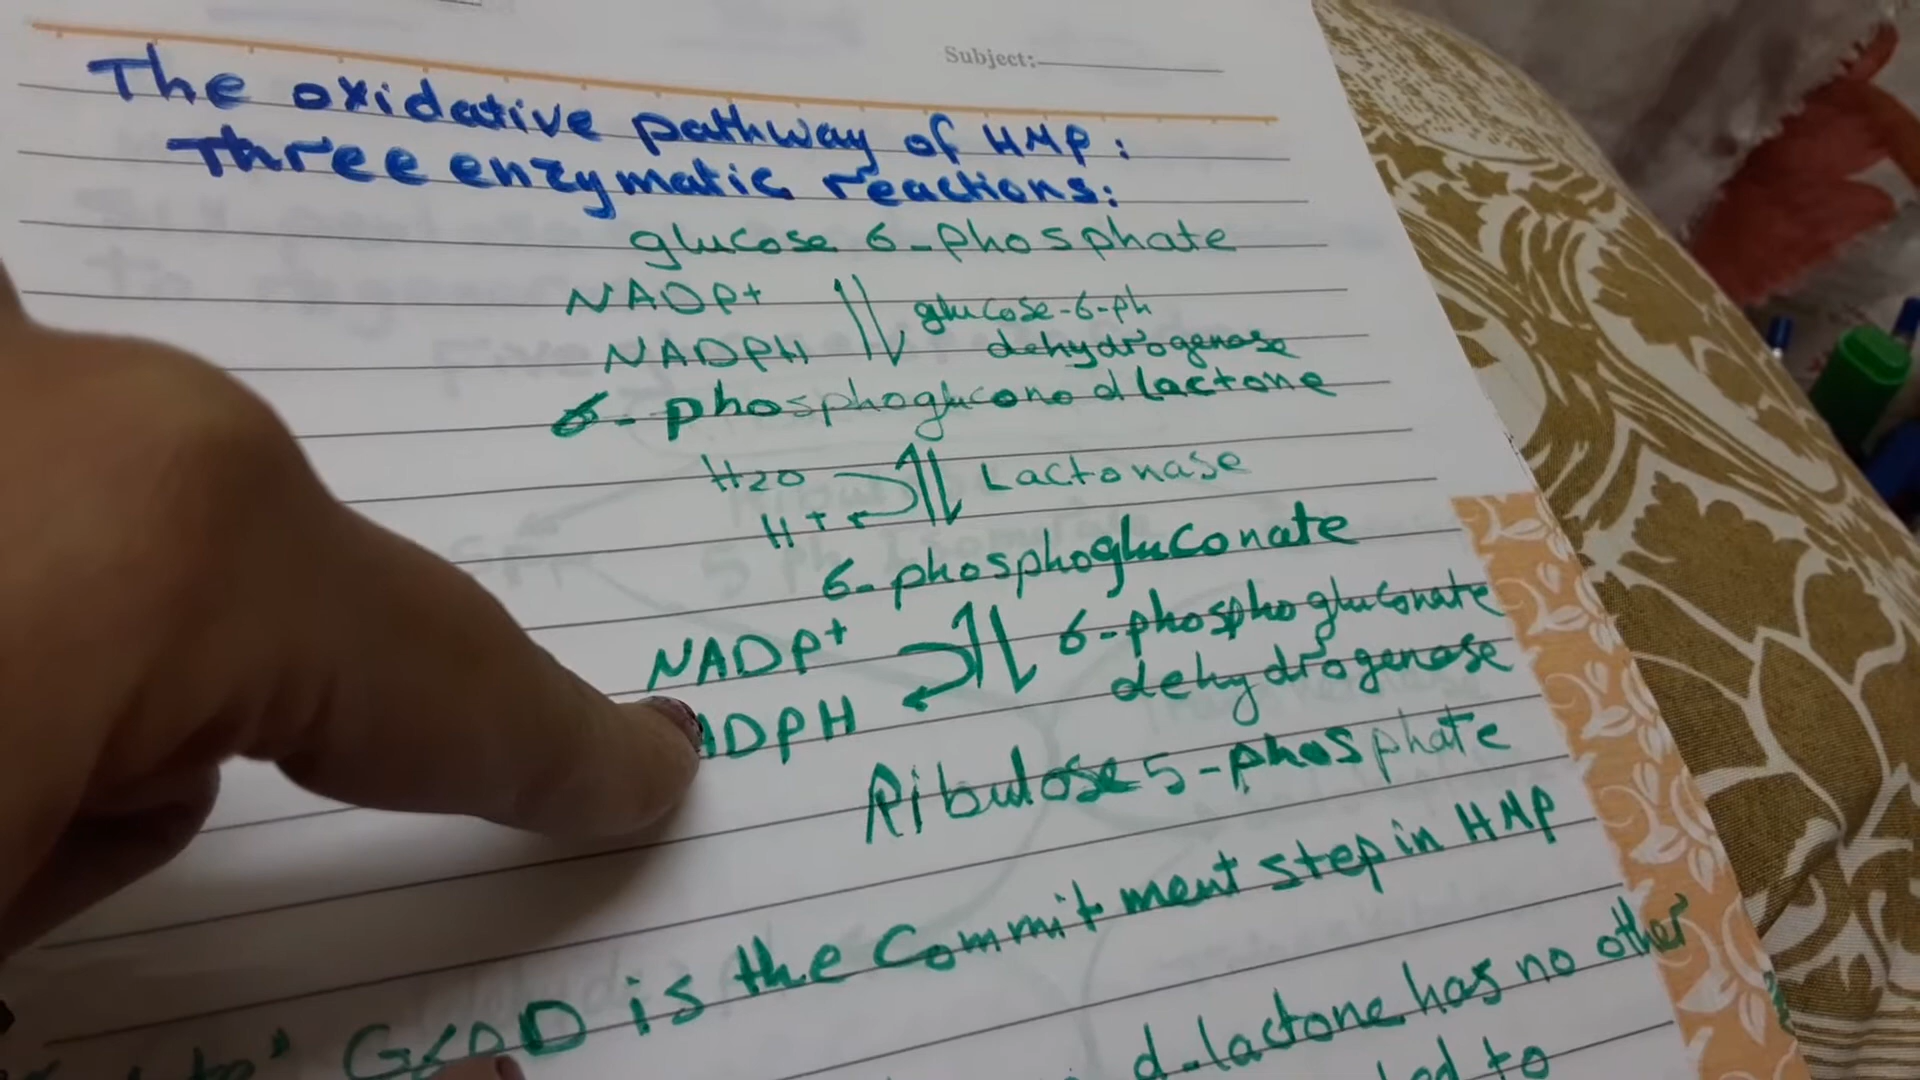 Subject:
The oxidative pathway of HMP:
Three enzymatic reactions:
glucose 6-phosphate
NADP+
glucose-6-ph
NADPH
dehydrogenase
6-phosphoglucono d lactone
H2O
Lactonase
H+
6-phosphogluconate
NADP+
6-phosphogluconate
ADPH
dehydrogenase
Ribulose 5-phosphate
is the Commitment step in HMP
d-lactone has no other
to